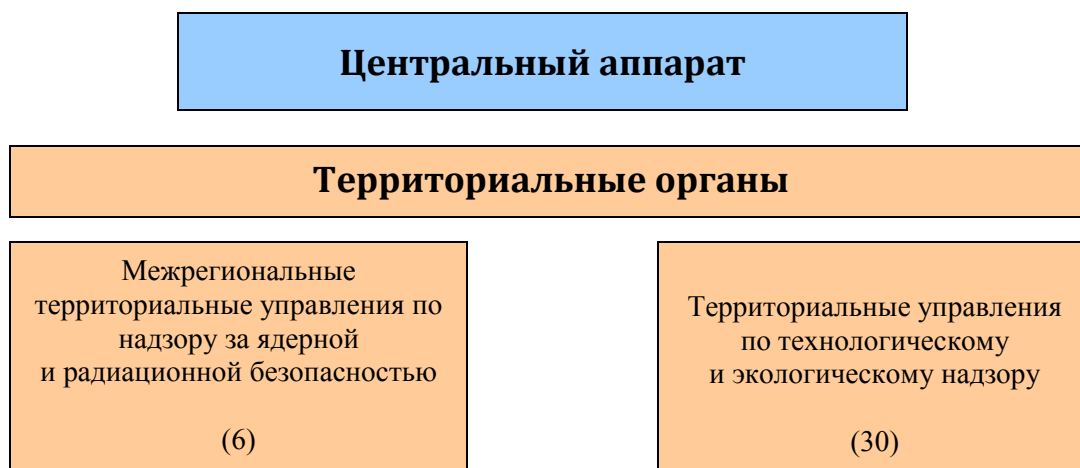 Центральный аппарат
Территориальные органы
Межрегиональные
территориальные управления по
надзору за ядерной
и радиационной безопасностью
(6)
Территориальные управления
по технологическому
и экологическому надзору
(30)